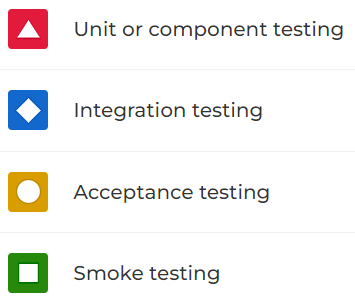 Unit or component testing
Integration testing
Acceptance testing
Smoke testing